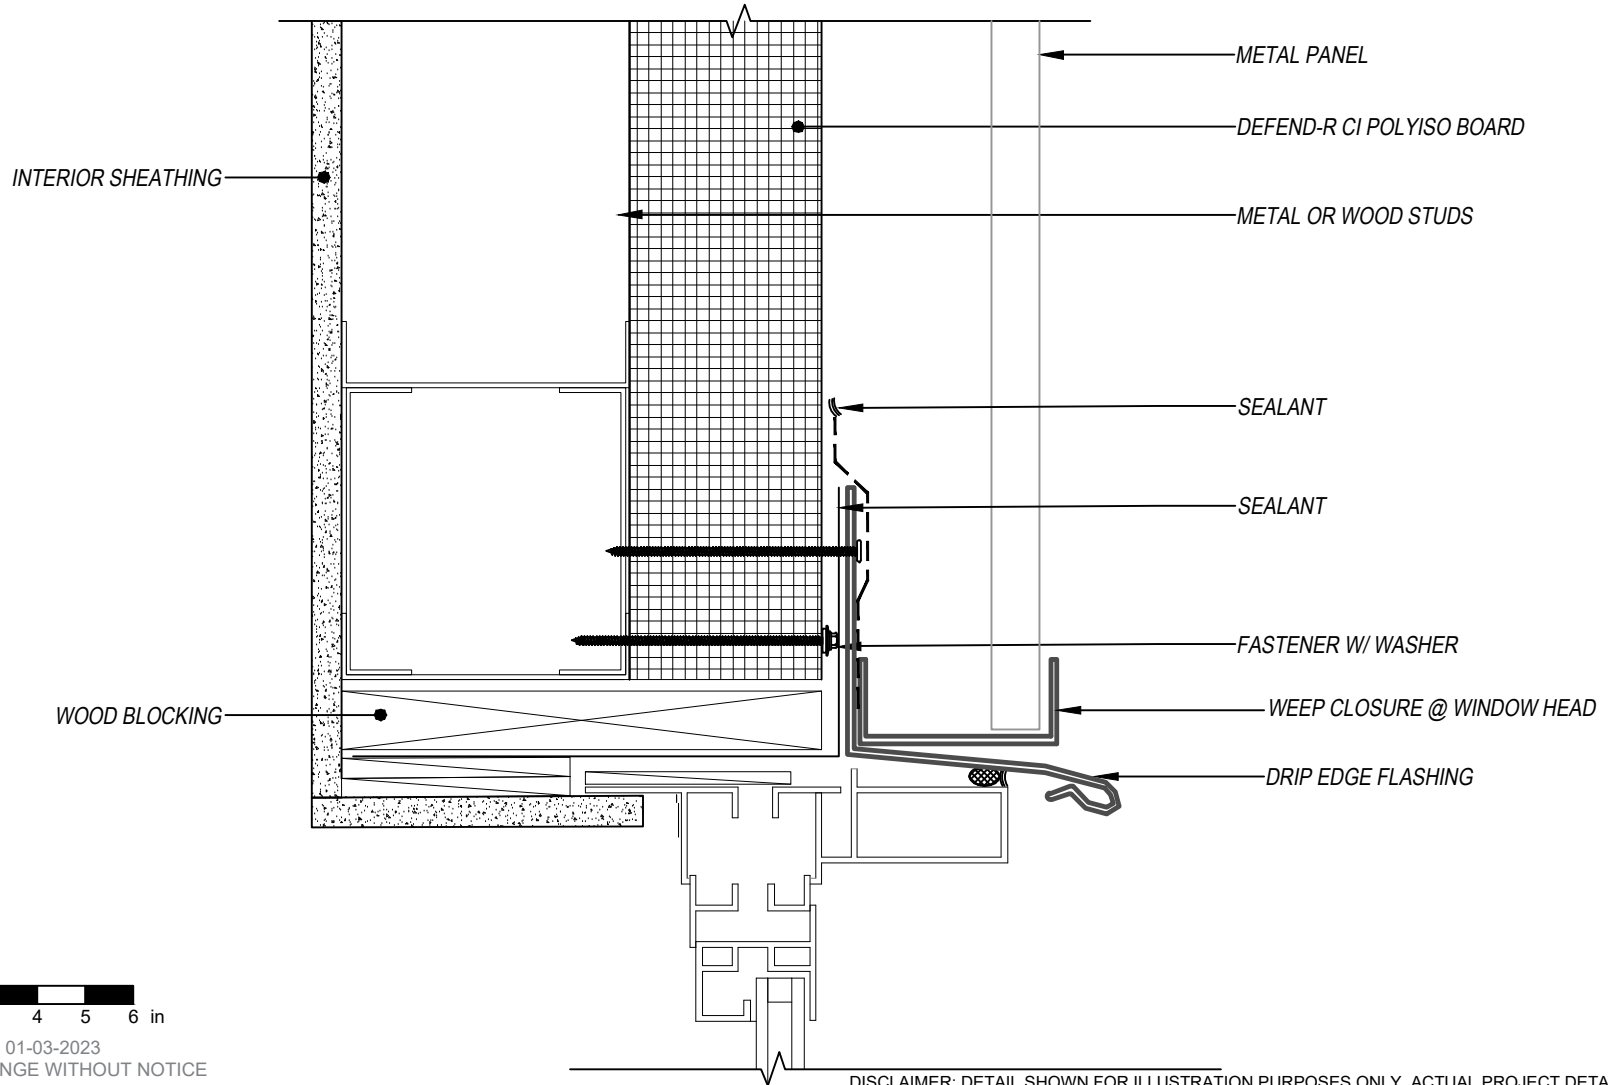 METAL PANEL
DEFEND-R CI POLYISO BOARD
INTERIOR SHEATHING
METAL OR WOOD STUDS
SEALANT
SEALANT
FASTENER W/ WASHER
WEEP CLOSURE @ WINDOW HEAD
WOOD BLOCKING
DRIP EDGE FLASHING
4 5 6 in
01-03-2023
NGE WITHOUT NOTICE
DISCLAIMER: DETAIL SHOWN FOR ILLUSTRATION PURPOSES ONLY. ACTUAL PROJECT DETA